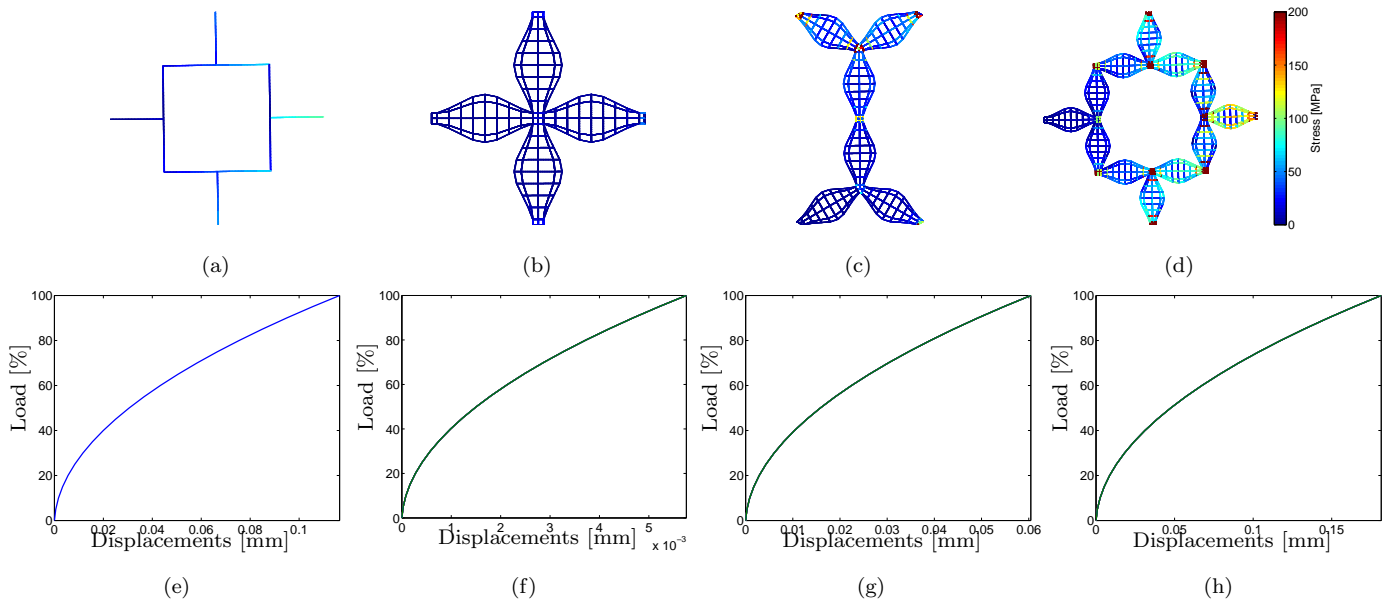 200
150
100
50
0
Stress [MPa]
(a)
(b)
(c)
(d)
100
80
60
40
20
0
Load [%]
0
0.02
0.04
0.06
0.08
0.1
Displacements [mm]
100
80
60
40
20
0
Load [%]
0
1
2
3
4
5
x 10⁻³
Displacements [mm]
100
80
60
40
20
0
Load [%]
0
0.01
0.02
0.03
0.04
0.05
0.06
Displacements [mm]
100
80
60
40
20
0
Load [%]
0
0.05
0.1
0.15
Displacements [mm]
(e)
(f)
(g)
(h)